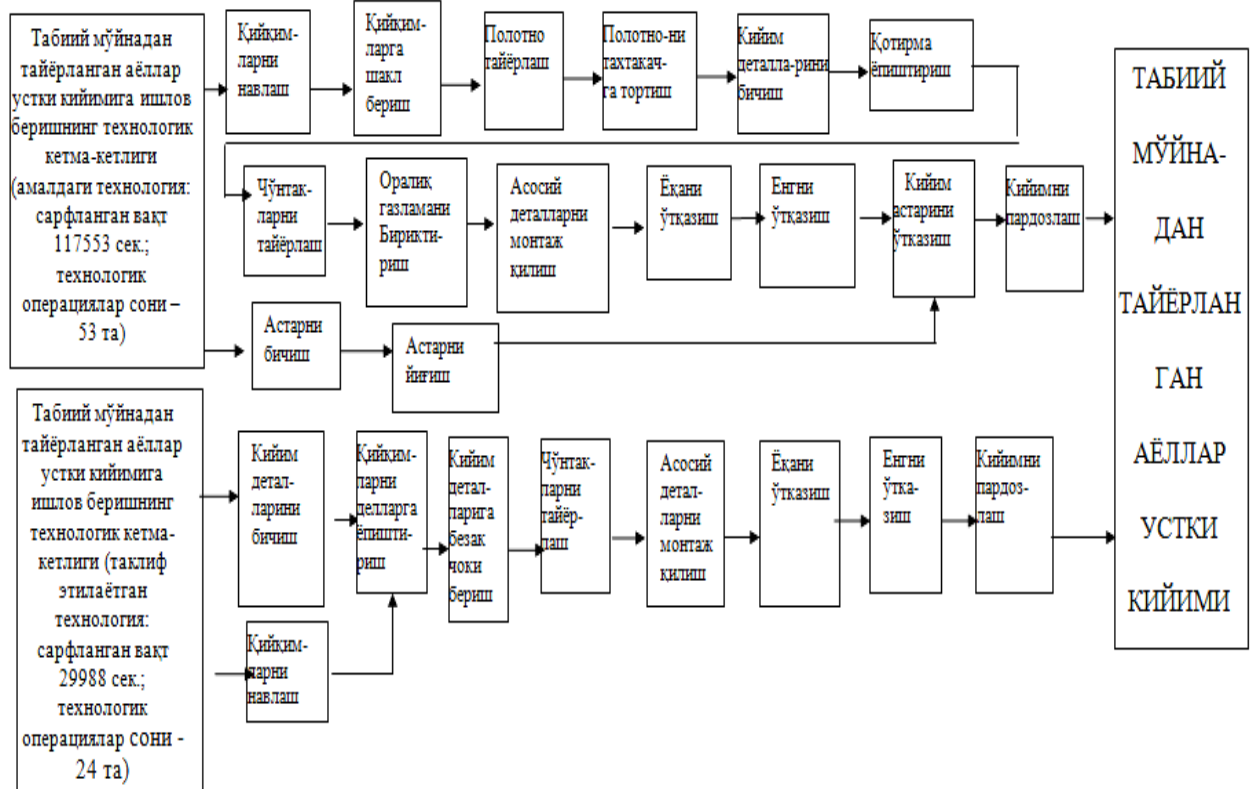 Табиий мўйнадан
тайёрланган аёллар
устки кийимига ишлов
беришнинг технологик
кетма-кетлиги
(амалдаги технология:
сарфланган вақт
117553 сек.;
технологик
операциялар сони –
53 та)
Қийқим-
ларни
навлаш
Қийқим-
ларга
шакл
бериш
Полотно
тайёрлаш
Полотно-ни
тахтакач-
га тортиш
Кийим
деталла-рини
бичиш
Қотирма
ёпиштириш
Чўнтак-
ларни
тайёрлаш
Оралиқ
газламани
Бирикти-
риш
Асосий
деталларни
монтаж
қилиш
Ёқани
ўтқазиш
Енгни
ўтқазиш
Кийим
астарини
ўтказиш
Кийимни
пардозлаш
Астарни
бичиш
Астарни
йиғиш
Табиий мўйнадан
тайёрланган аёллар
устки кийимига
ишлов беришнинг
технологик кетма-
кетлиги (таклиф
этилаётган
технология:
сарфланган вақт
29988 сек.;
технологик
операциялар сони -
24 та)
Кийим
детал-
ларини
бичиш
Қийқим-
ларни
делларга
ёпишти-
риш
Кийим
детал-
ларига
безак
чоки
бериш
Чўнтак-
ларни
тайёр-
лаш
Асосий
детал-
ларни
монтаж
қилиш
Ёқани
ўтқазиш
Енгни
ўтка-
зиш
Кийимни
пардоз-
лаш
Қийқим-
ларни
навлаш
ТАБИИЙ
МЎЙНА-
ДАН
ТАЙЁРЛАН
ГАН
АЁЛЛАР
УСТКИ
КИЙИМИ